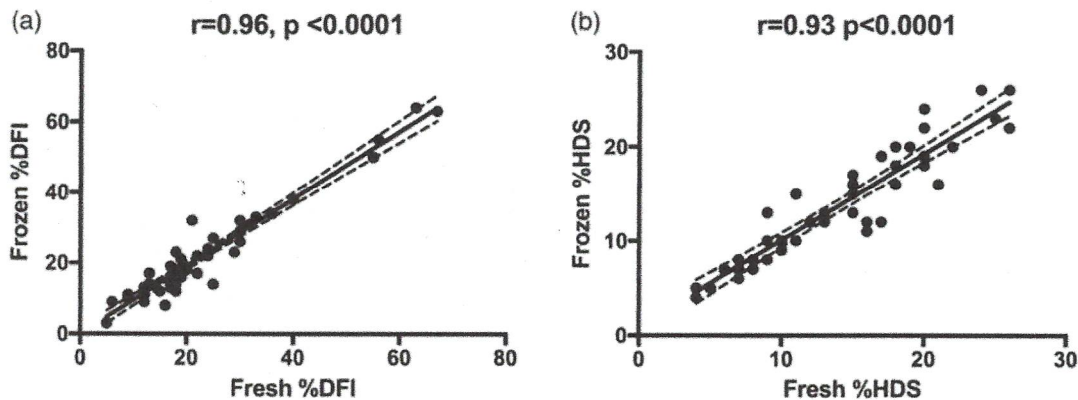 (a)
r=0.96, p <0.0001
80
60
40
20
0
0 20 40 60 80
Frozen %DFI
Fresh %DFI
(b)
r=0.93 p<0.0001
30
20
10
0
0 10 20 30
Frozen %HDS
Fresh %HDS